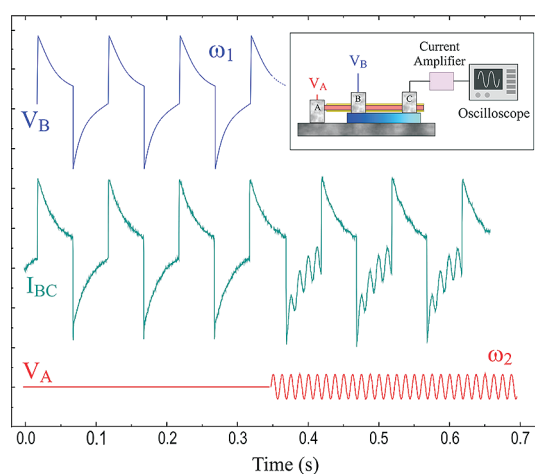 ω1
VB
Current
Amplifier
VB
VA
A
B
C
Oscilloscope
IBC
VA
ω2
0.0 0.1 0.2 0.3 0.4 0.5 0.6 0.7
Time (s)